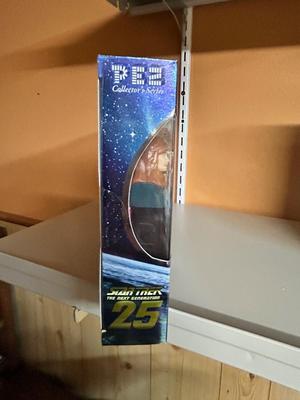 PEZ
Collector's Series
STAR TREK
THE NEXT GENERATION
25